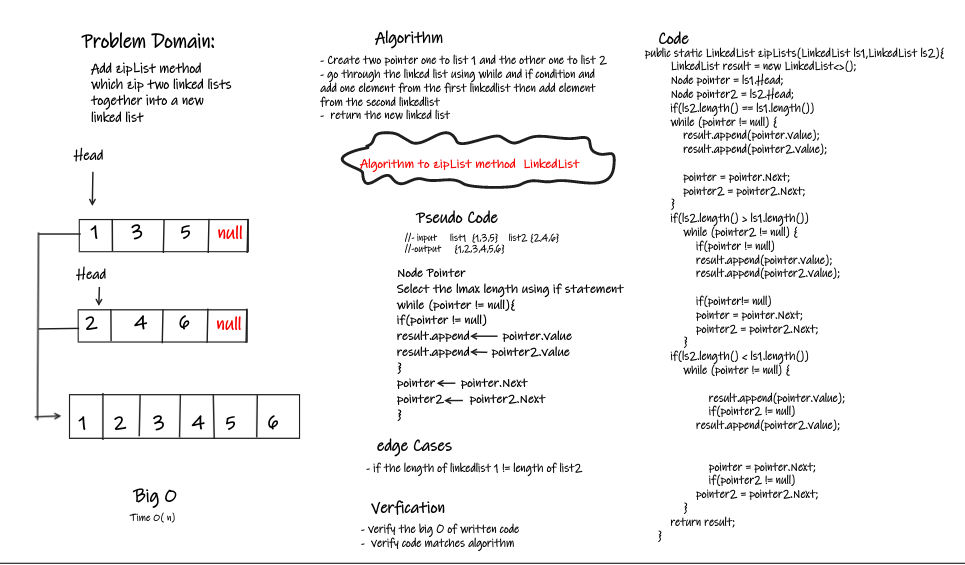 Problem Domain:
Add zipList method
which zip two linked lists
together into a new
linked list
Head
1 3 5 null
Head
2 4 6 null
1 2 3 4 5 6
Big O
Time O( n)
Algorithm
- Create two pointer one to list 1 and the other one to list 2
- go through the linked list using while and if condition and
add one element from the first linkedlist then add element
from the second linkedlist
- return the new linked list
Algorithm to zipList method LinkedList
Pseudo Code
//- input list1 {1,3,5} list2 {2,4,6}
//-output {1,2,3,4,5,6}
Node Pointer
Select the lmax length using if statement
while (pointer != null){
if(pointer != null)
result.append pointer.value
result.append pointer2.value
}
pointer pointer.Next
pointer2 pointer2.Next
}
edge Cases
- if the length of linkedlist 1 != length of list2
Verfication
- verify the big O of written code
- verify code matches algorithm
Code
public static LinkedList zipLists(LinkedList ls1,LinkedList ls2){
LinkedList result = new LinkedList<>();
Node pointer = ls1.Head;
Node pointer2 = ls2.Head;
if(ls2.length() == ls1.length())
while (pointer != null) {
result.append(pointer.value);
result.append(pointer2.value);
pointer = pointer.Next;
pointer2 = pointer2.Next;
}
if(ls2.length() > ls1.length())
while (pointer2 != null) {
if(pointer != null)
result.append(pointer.value);
result.append(pointer2.value);
if(pointer!= null)
pointer = pointer.Next;
pointer2 = pointer2.Next;
}
if(ls2.length() < ls1.length())
while (pointer != null) {
result.append(pointer.value);
if(pointer2 != null)
result.append(pointer2.value);
pointer = pointer.Next;
if(pointer2 != null)
pointer2 = pointer2.Next;
}
return result;
}